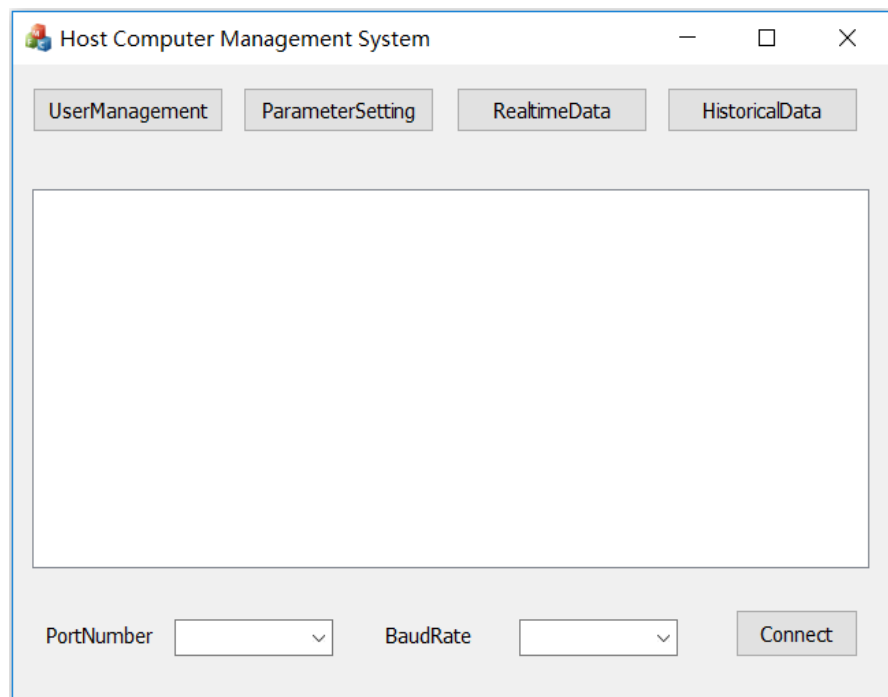 Host Computer Management System
UserManagement ParameterSetting RealtimeData HistoricalData
PortNumber BaudRate Connect